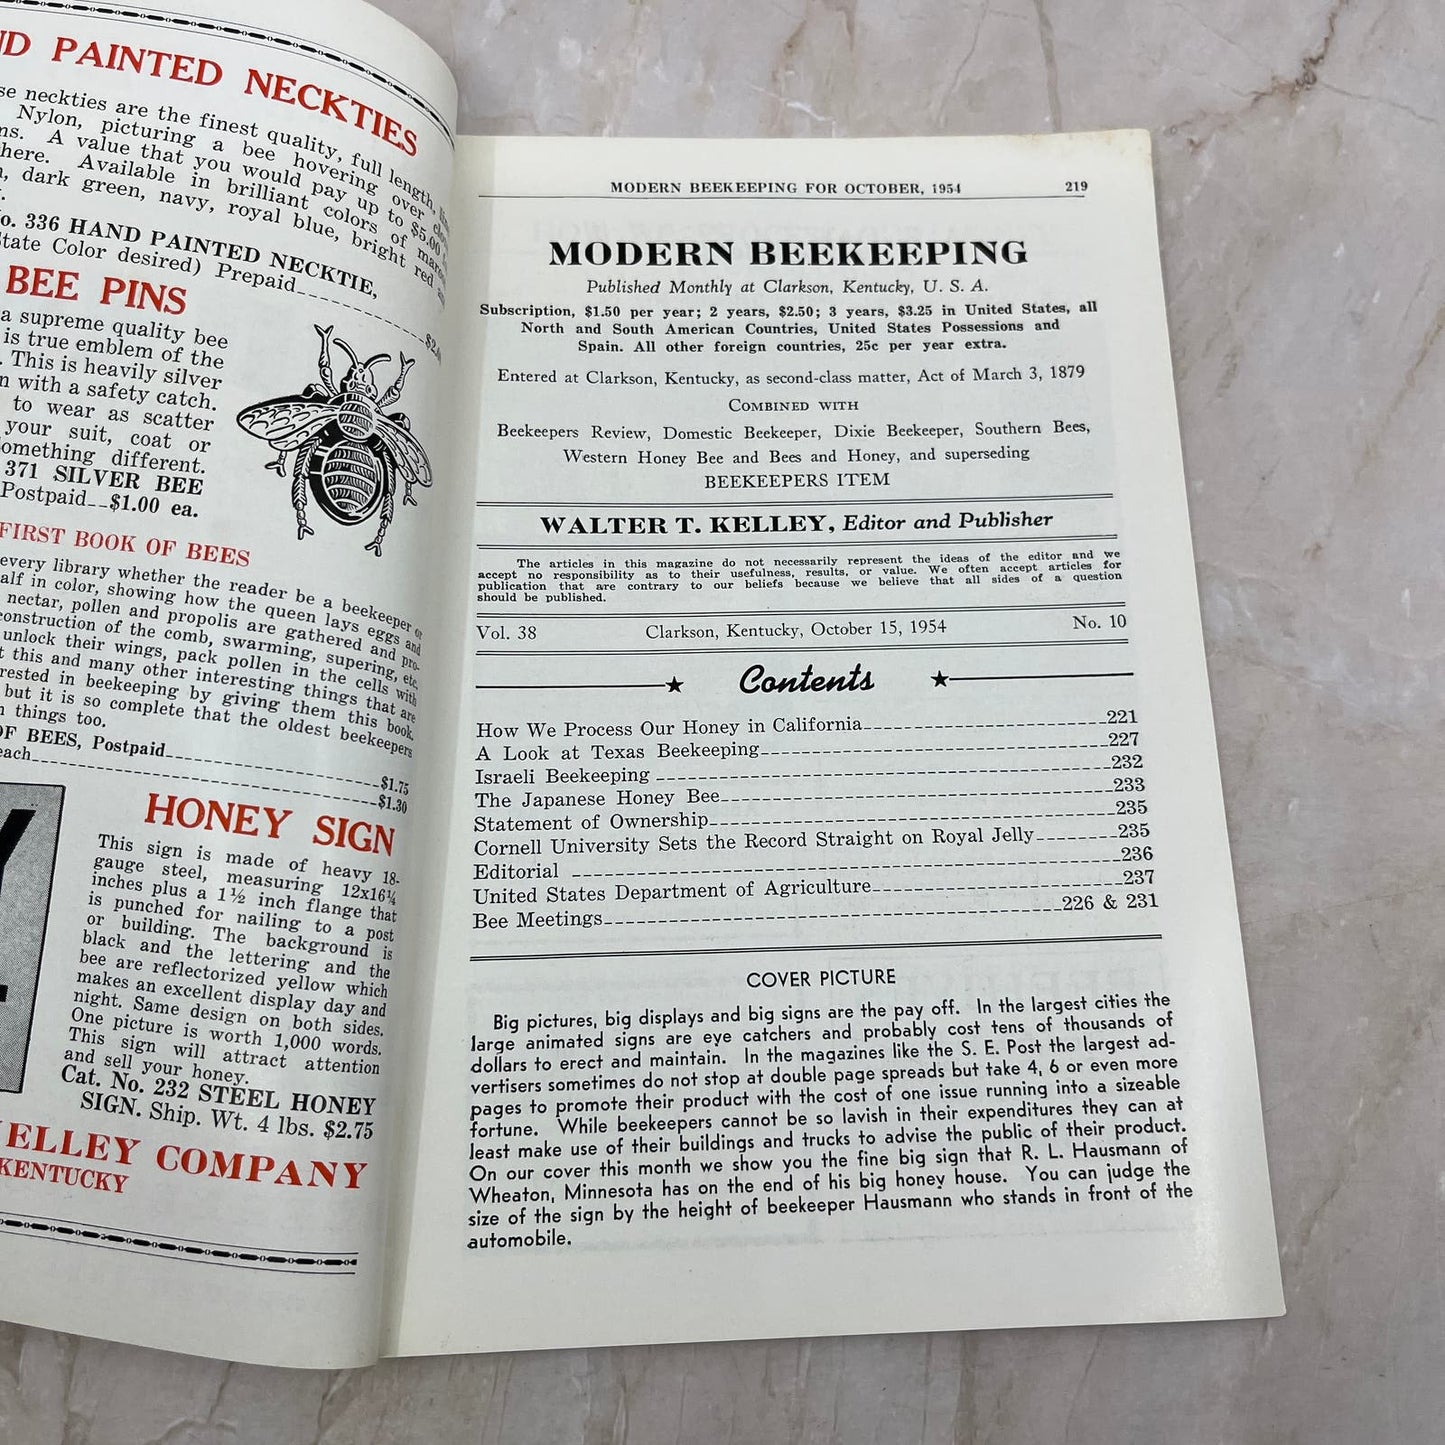 ND PAINTED NECKTIES
se neckties are the finest quality, full length,
Nylon, picturing a bee hovering over
ns. A value that you would pay up to $5.00
here. Available in brilliant colors of
, dark green, navy, royal blue, bright red
o. 336 HAND PAINTED NECKTIE,
tate Color desired) Prepaid
BEE PINS
a supreme quality bee
is true emblem of the
. This is heavily silver
n with a safety catch.
to wear as scatter
your suit, coat or
omething different.
371 SILVER BEE
Postpaid--$1.00 ea.
FIRST BOOK OF BEES
every library whether the reader be a beekeeper or
alf in color, showing how the queen lays eggs and
nectar, pollen and propolis are gathered and pro-
onstruction of the comb, swarming, supering, etc.
unlock their wings, pack pollen in the cells with
t this and many other interesting things that are
rested in beekeeping by giving them this book.
but it is so complete that the oldest beekeepers
n things too.
OF BEES, Postpaid $1.75
each $1.30
HONEY SIGN
This sign is made of heavy 18-
gauge steel, measuring 12x16¼
inches plus a 1½ inch flange that
is punched for nailing to a post
or building. The background is
black and the lettering and the
bee are reflectorized yellow which
makes an excellent display day and
night. Same design on both sides.
One picture is worth 1,000 words.
This sign will attract attention
and sell your honey.
Cat. No. 232 STEEL HONEY
SIGN. Ship. Wt. 4 lbs. $2.75
KELLEY COMPANY
KENTUCKY
MODERN BEEKEEPING FOR OCTOBER, 1954 219
MODERN BEEKEEPING
Published Monthly at Clarkson, Kentucky, U. S. A.
Subscription, $1.50 per year; 2 years, $2.50; 3 years, $3.25 in United States, all
North and South American Countries, United States Possessions and
Spain. All other foreign countries, 25c per year extra.
Entered at Clarkson, Kentucky, as second-class matter, Act of March 3, 1879
COMBINED WITH
Beekeepers Review, Domestic Beekeeper, Dixie Beekeeper, Southern Bees,
Western Honey Bee and Bees and Honey, and superseding
BEEKEEPERS ITEM
WALTER T. KELLEY, Editor and Publisher
The articles in this magazine do not necessarily represent the ideas of the editor and we
accept no responsibility as to their usefulness, results, or value. We often accept articles for
publication that are contrary to our beliefs because we believe that all sides of a question
should be published.
Vol. 38 Clarkson, Kentucky, October 15, 1954 No. 10
Contents
How We Process Our Honey in California 221
A Look at Texas Beekeeping 227
Israeli Beekeeping 232
The Japanese Honey Bee 233
Statement of Ownership 235
Cornell University Sets the Record Straight on Royal Jelly 235
Editorial 236
United States Department of Agriculture 237
Bee Meetings 226 & 231
COVER PICTURE
Big pictures, big displays and big signs are the pay off. In the largest cities the
large animated signs are eye catchers and probably cost tens of thousands of
dollars to erect and maintain. In the magazines like the S. E. Post the largest ad-
vertisers sometimes do not stop at double page spreads but take 4, 6 or even more
pages to promote their product with the cost of one issue running into a sizeable
fortune. While beekeepers cannot be so lavish in their expenditures they can at
least make use of their buildings and trucks to advise the public of their product.
On our cover this month we show you the fine big sign that R. L. Hausmann of
Wheaton, Minnesota has on the end of his big honey house. You can judge the
size of the sign by the height of beekeeper Hausmann who stands in front of the
automobile.